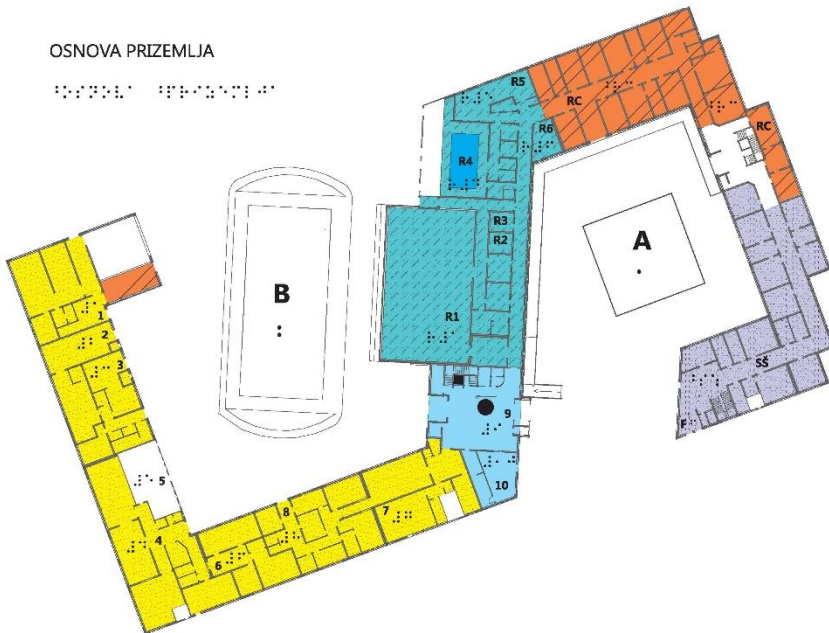 OSNOVA PRIZEMLJA
⠨⠕⠎⠝⠕⠧⠁ ⠨⠏⠗⠊⠵⠑⠍⠇⠚⠁
R5
RC
R6
RC
R4
R3
R2
A
B
R1
1
2
3
SŠ
F
9
5
10
8
7
4
6